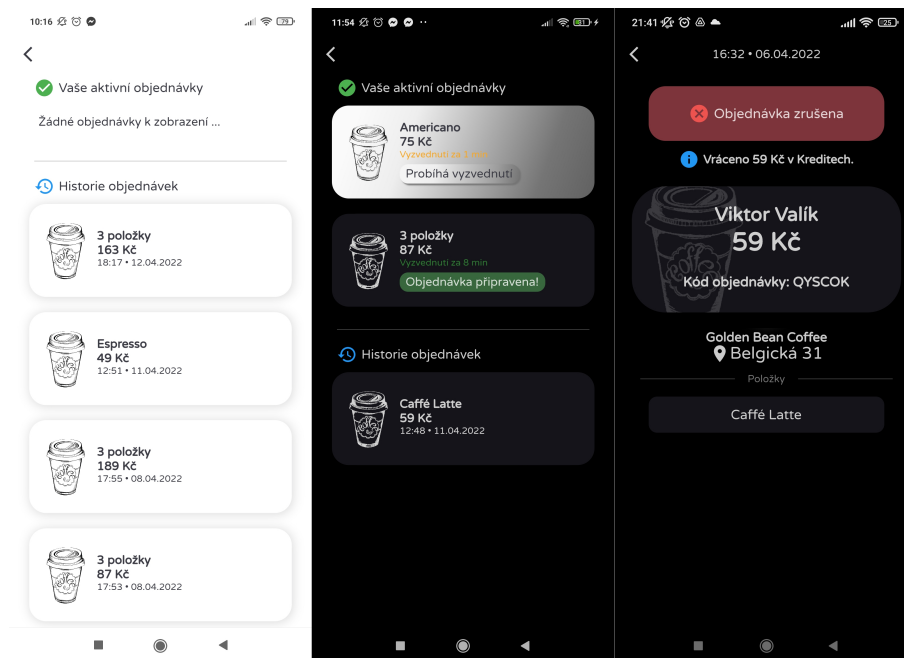 10:16
79
Vaše aktivní objednávky
Žádné objednávky k zobrazení ...
Historie objednávek
3 položky
163 Kč
18:17 • 12.04.2022
Espresso
49 Kč
12:51 • 11.04.2022
3 položky
189 Kč
17:55 • 08.04.2022
3 položky
87 Kč
17:53 • 08.04.2022
11:54
Vaše aktivní objednávky
Americano
75 Kč
Vyzvednutí za
Probíhá vyzvednutí
3 položky
87 Kč
Vyzvednutí za 8 min
Objednávka připravena!
Historie objednávek
Caffé Latte
59 Kč
12:48 • 11.04.2022
21:41
25
16:32 • 06.04.2022
Objednávka zrušena
Vráceno 59 Kč v Kreditech.
Viktor Valík
59 Kč
Kód objednávky: QYSCOK
Golden Bean Coffee
Belgická 31
Položky
Caffé Latte